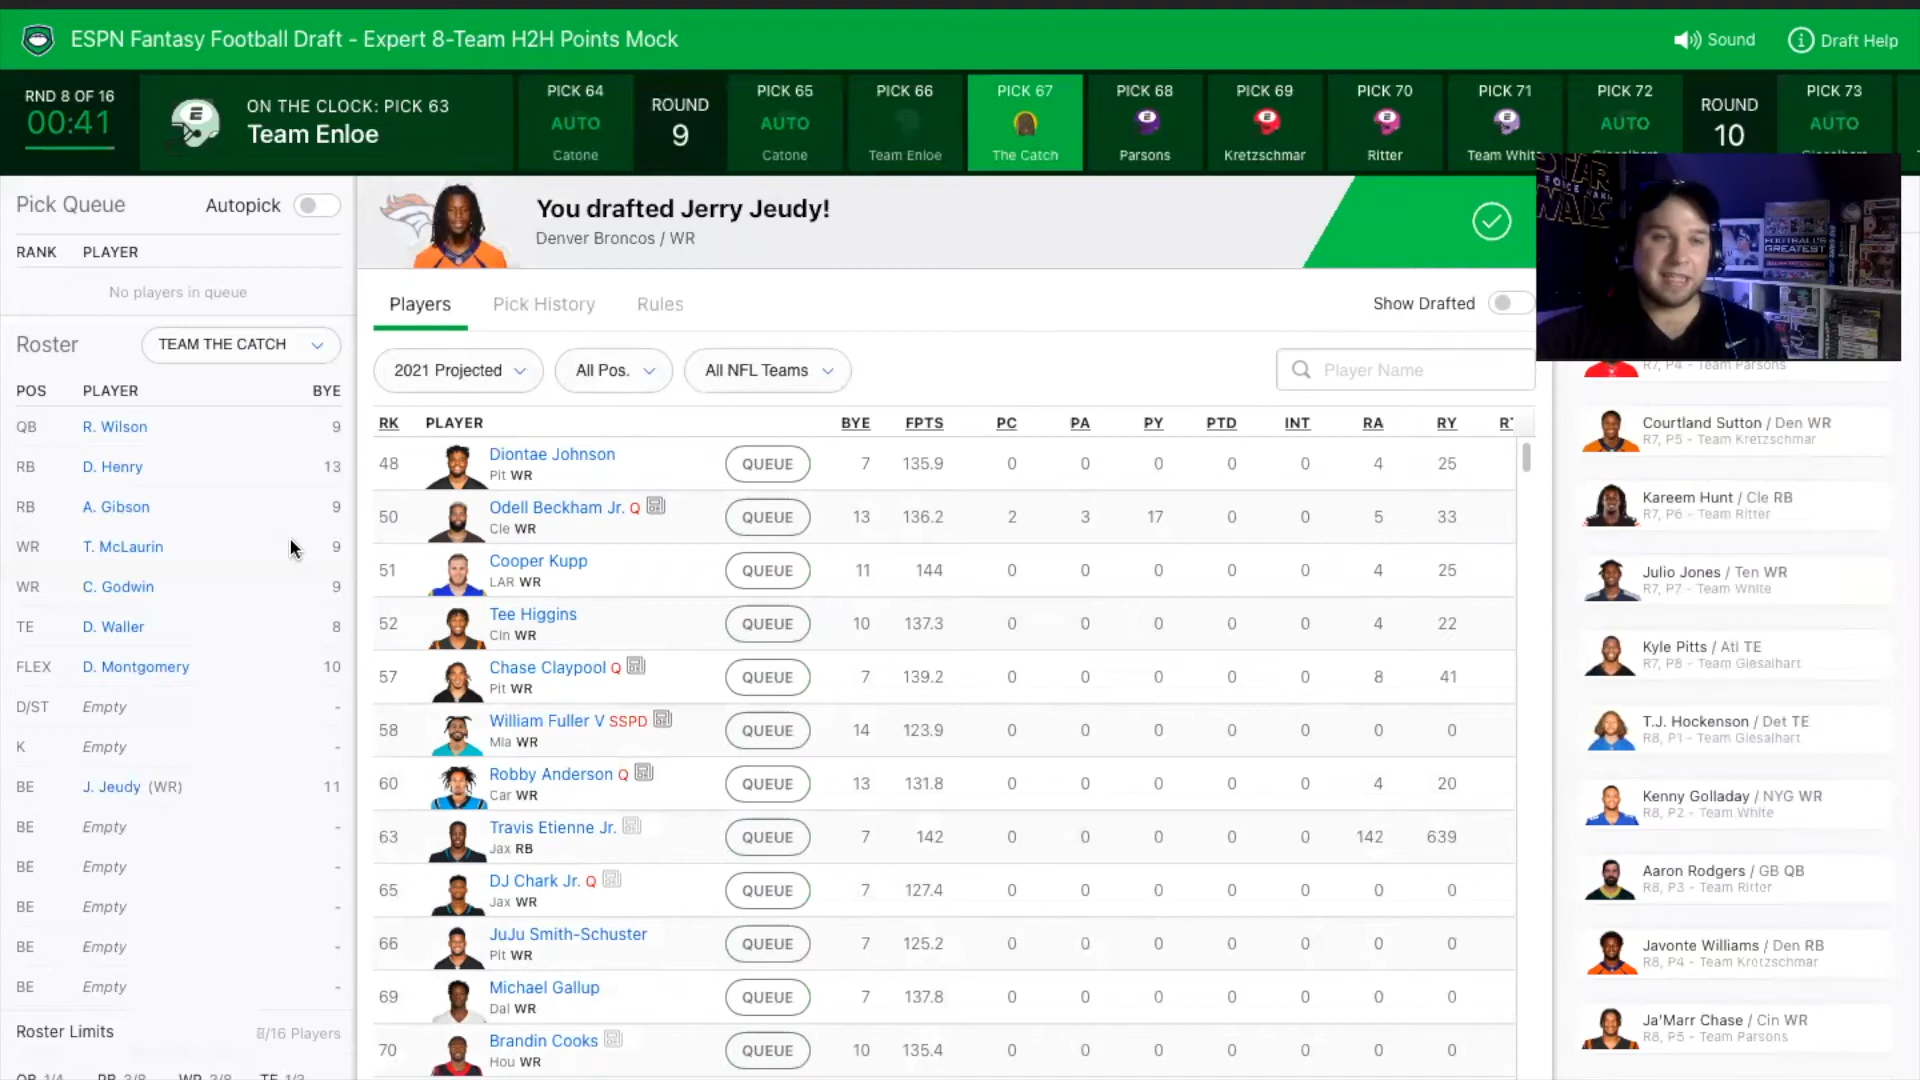 ESPN Fantasy Football Draft - Expert 8-Team H2H Points Mock
Sound
Draft Help
RND 8 OF 16
00:41
ON THE CLOCK: PICK 63
Team Enloe
PICK 64
AUTO
Catone
ROUND
9
PICK 65
AUTO
Catone
PICK 66
Team Enloe
PICK 67
The Catch
PICK 68
Parsons
PICK 69
Kretzschmar
PICK 70
Ritter
PICK 71
Team White
PICK 72
AUTO
ROUND
10
PICK 73
AUTO
Pick Queue
Autopick
RANK PLAYER
No players in queue
Roster
TEAM THE CATCH
POS PLAYER BYE
QB R. Wilson 9
RB D. Henry 13
RB A. Gibson 9
WR T. McLaurin 9
WR C. Godwin 9
TE D. Waller 8
FLEX D. Montgomery 10
D/ST Empty -
K Empty -
BE J. Jeudy (WR) 11
BE Empty -
BE Empty -
BE Empty -
BE Empty -
BE Empty -
Roster Limits 8/16 Players
You drafted Jerry Jeudy!
Denver Broncos / WR
Players Pick History Rules
Show Drafted
2021 Projected
All Pos.
All NFL Teams
Player Name
RK PLAYER BYE FPTS PC PA PY PTD INT RA RY
48 Diontae Johnson QUEUE 7 135.9 0 0 0 0 0 4 25
Pit WR
50 Odell Beckham Jr. Q QUEUE 13 136.2 2 3 17 0 0 5 33
Cle WR
51 Cooper Kupp QUEUE 11 144 0 0 0 0 0 4 25
LAR WR
52 Tee Higgins QUEUE 10 137.3 0 0 0 0 0 4 22
Cin WR
57 Chase Claypool Q QUEUE 7 139.2 0 0 0 0 0 8 41
Pit WR
58 William Fuller V SSPD QUEUE 14 123.9 0 0 0 0 0 0 0
Mia WR
60 Robby Anderson Q QUEUE 13 131.8 0 0 0 0 0 4 20
Car WR
63 Travis Etienne Jr. QUEUE 7 142 0 0 0 0 0 142 639
Jax RB
65 DJ Chark Jr. Q QUEUE 7 127.4 0 0 0 0 0 0 0
Jax WR
66 JuJu Smith-Schuster QUEUE 7 125.2 0 0 0 0 0 0 0
Pit WR
69 Michael Gallup QUEUE 7 137.8 0 0 0 0 0 0 0
Dal WR
70 Brandin Cooks QUEUE 10 135.4 0 0 0 0 0 0 0
Hou WR
STAR
WARS
FOOTBALL'S
GREATEST
R7, P4 - Team Parsons
Courtland Sutton / Den WR
R7, P5 - Team Kretzschmar
Kareem Hunt / Cle RB
R7, P6 - Team Ritter
Julio Jones / Ten WR
R7, P7 - Team White
Kyle Pitts / Atl TE
R7, P8 - Team Giesalhart
T.J. Hockenson / Det TE
R8, P1 - Team Giesalhart
Kenny Golladay / NYG WR
R8, P2 - Team White
Aaron Rodgers / GB QB
R8, P3 - Team Ritter
Javonte Williams / Den RB
R8, P4 - Team Kretzschmar
Ja'Marr Chase / Cin WR
R8, P5 - Team Parsons